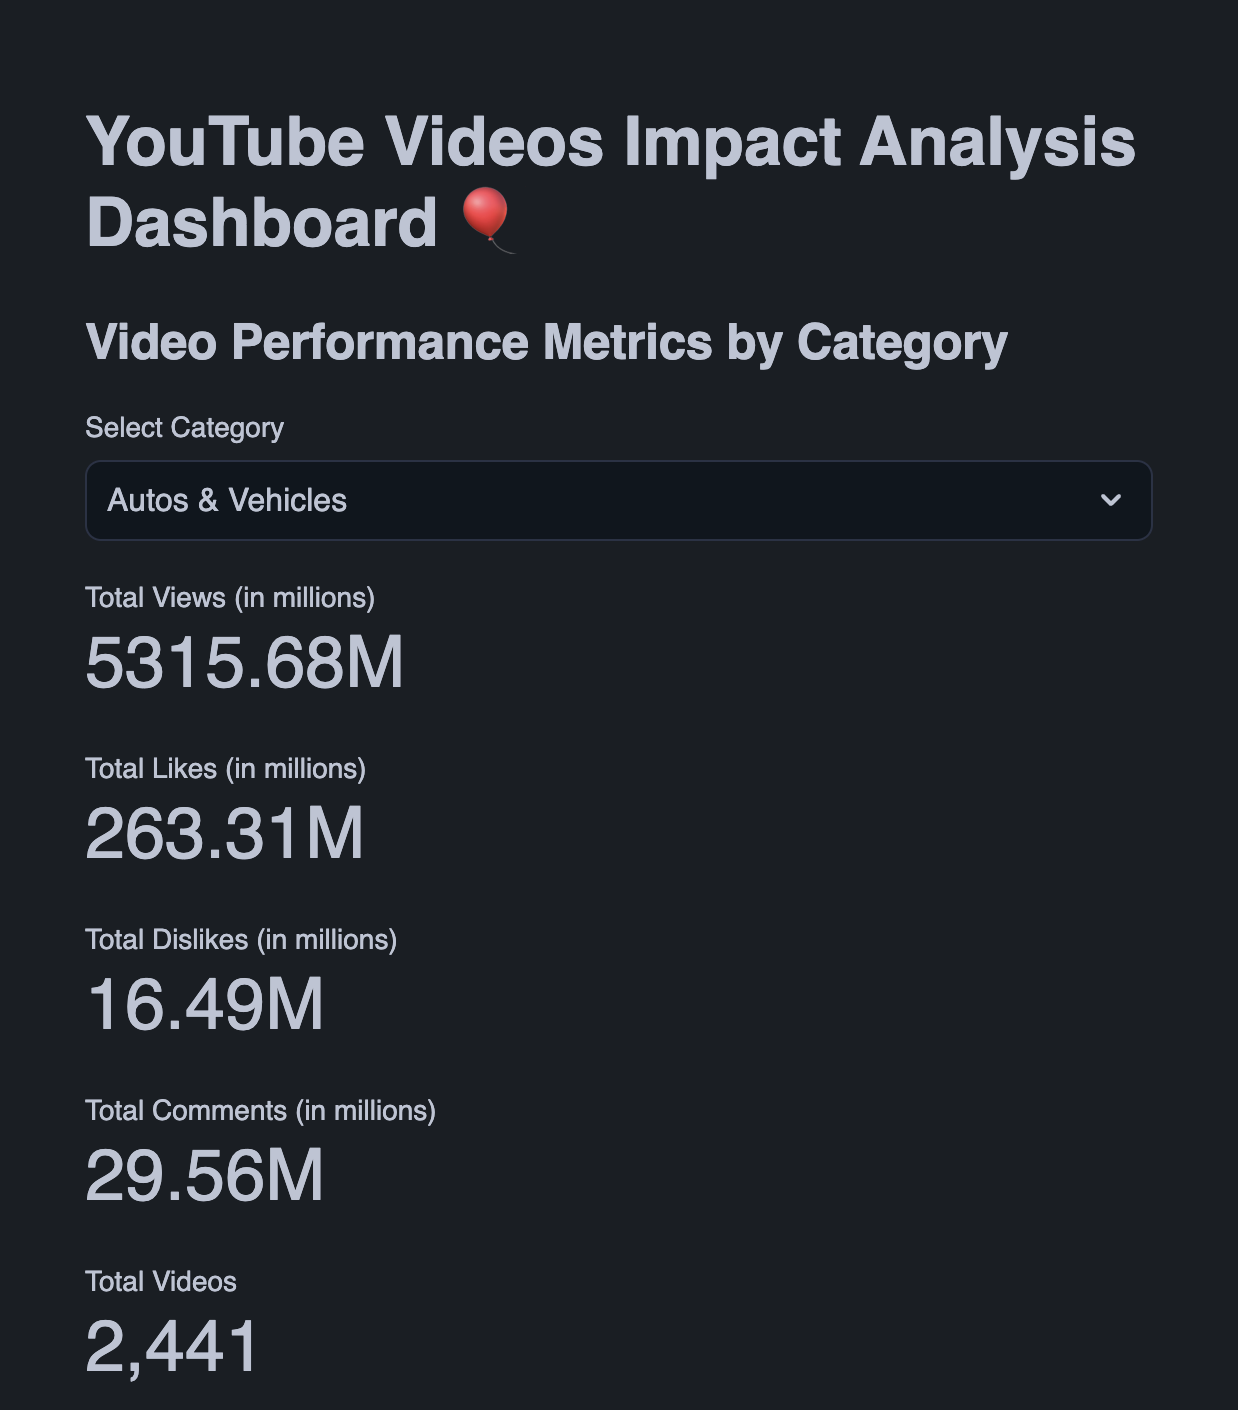 YouTube Videos Impact Analysis
Dashboard 🎈
Video Performance Metrics by Category
Select Category
Autos & Vehicles
Total Views (in millions)
5315.68M
Total Likes (in millions)
263.31M
Total Dislikes (in millions)
16.49M
Total Comments (in millions)
29.56M
Total Videos
2,441